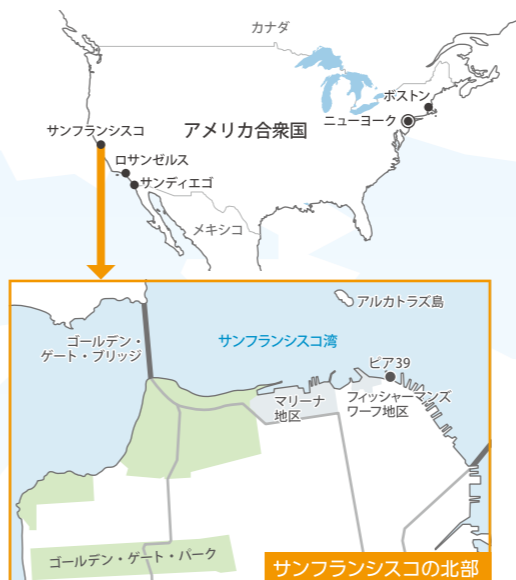 カナダ
ボストン
ニューヨーク
サンフランシスコ
アメリカ合衆国
ロサンゼルス
サンディエゴ
メキシコ
アルカトラズ島
ゴールデン・
ゲート・ブリッジ
サンフランシスコ湾
ピア39
マリーナ
地区
フィッシャーマンズ
ワーフ地区
ゴールデン・ゲート・パーク
サンフランシスコの北部